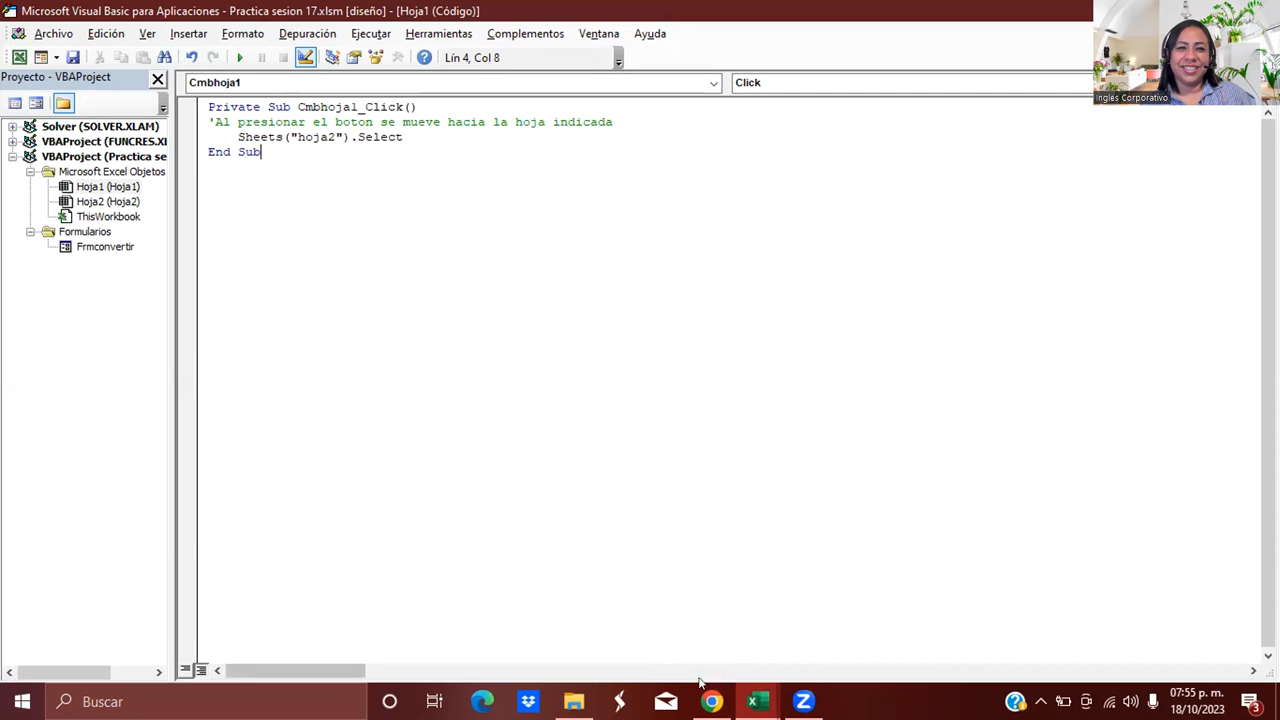 Microsoft Visual Basic para Aplicaciones - Practica sesion 17.xlsm [diseño] - [Hoja1 (Código)]
Archivo Edición Ver Insertar Formato Depuración Ejecutar Herramientas Complementos Ventana Ayuda
Lín 4, Col 8
Ingles Corporativo
Proyecto - VBAProject
Cmbhoja1
Click
Solver (SOLVER.XLAM)
VBAProject (FUNCRES.XL
VBAProject (Practica se
Microsoft Excel Objetos
Hoja1 (Hoja1)
Hoja2 (Hoja2)
ThisWorkbook
Formularios
Frmconvertir
Private Sub Cmbhoja1_Click()
'Al presionar el boton se mueve hacia la hoja indicada
Sheets("hoja2").Select
End Sub
Buscar
07:55 p. m.
18/10/2023
3